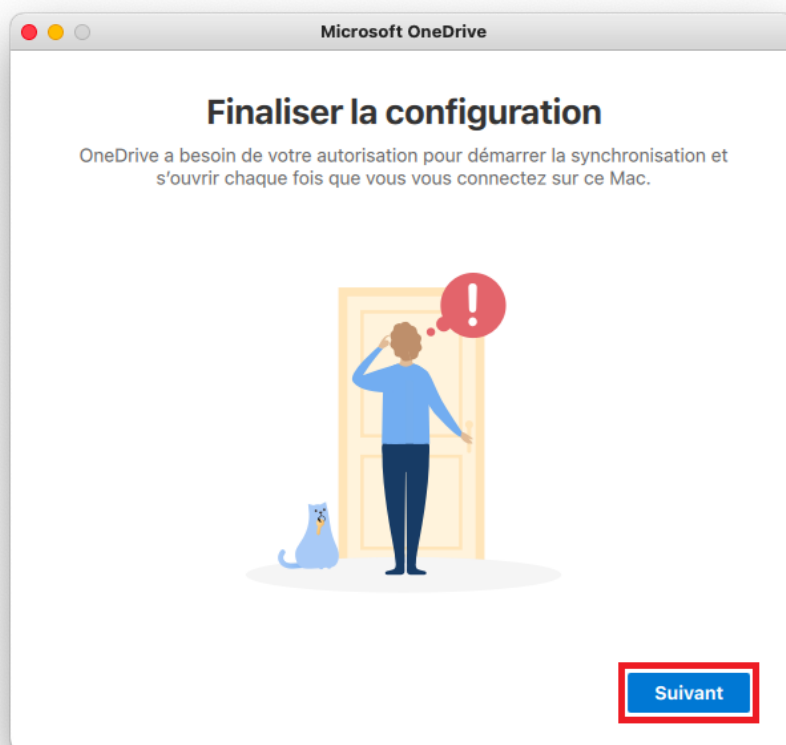 Microsoft OneDrive
Finaliser la configuration
OneDrive a besoin de votre autorisation pour démarrer la synchronisation et
s’ouvrir chaque fois que vous vous connectez sur ce Mac.
!
Suivant